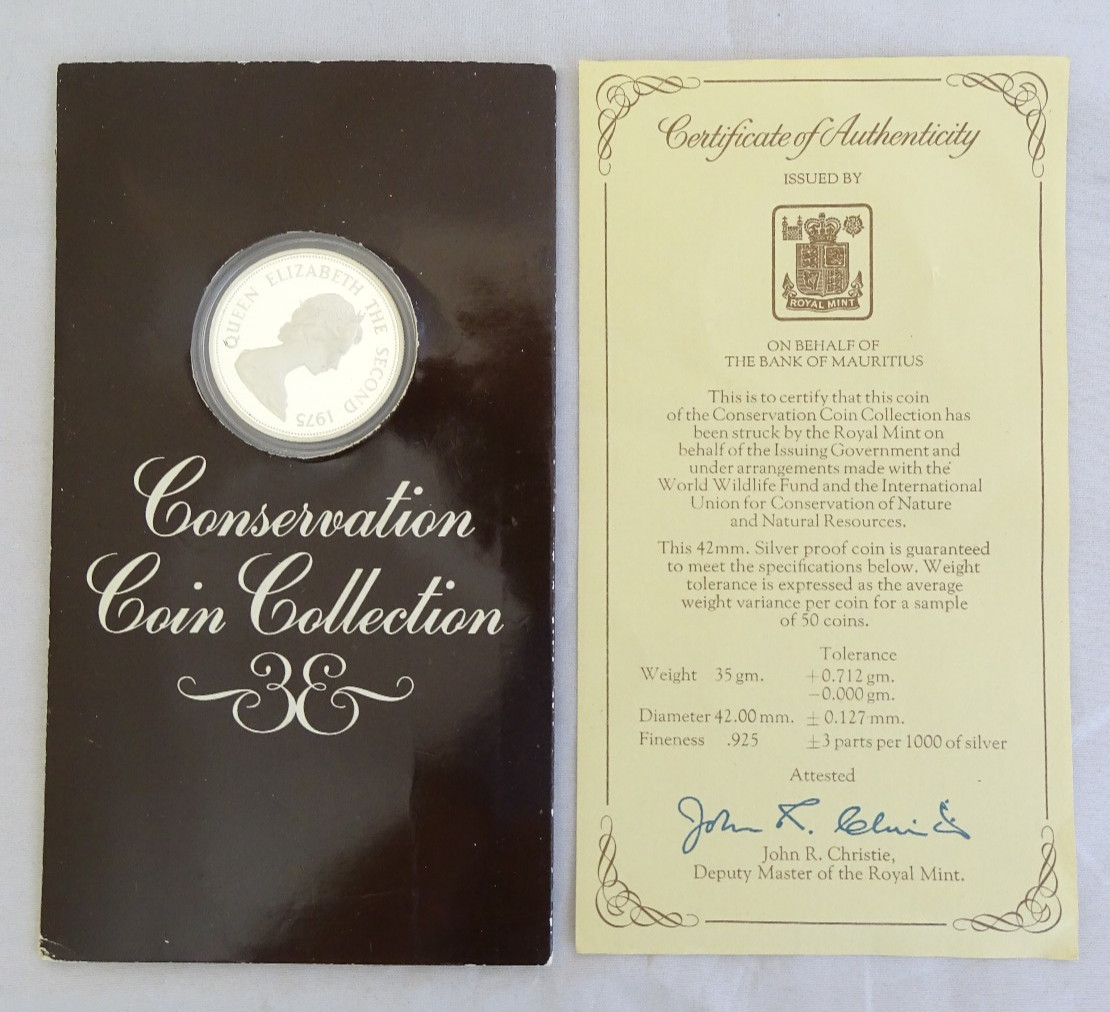 QUEEN ELIZABETH THE SECOND 1975
Conservation
Coin Collection
Certificate of Authenticity
ISSUED BY
ROYAL MINT
ON BEHALF OF
THE BANK OF MAURITIUS
This is to certify that this coin
of the Conservation Coin Collection has
been struck by the Royal Mint on
behalf of the Issuing Government and
under arrangements made with the
World Wildlife Fund and the International
Union for Conservation of Nature
and Natural Resources.
This 42mm. Silver proof coin is guaranteed
to meet the specifications below. Weight
tolerance is expressed as the average
weight variance per coin for a sample
of 50 coins.
Tolerance
Weight 35 gm. +0.712 gm.
−0.000 gm.
Diameter 42.00 mm. ± 0.127 mm.
Fineness .925 ±3 parts per 1000 of silver
Attested
John R. Christie
John R. Christie,
Deputy Master of the Royal Mint.